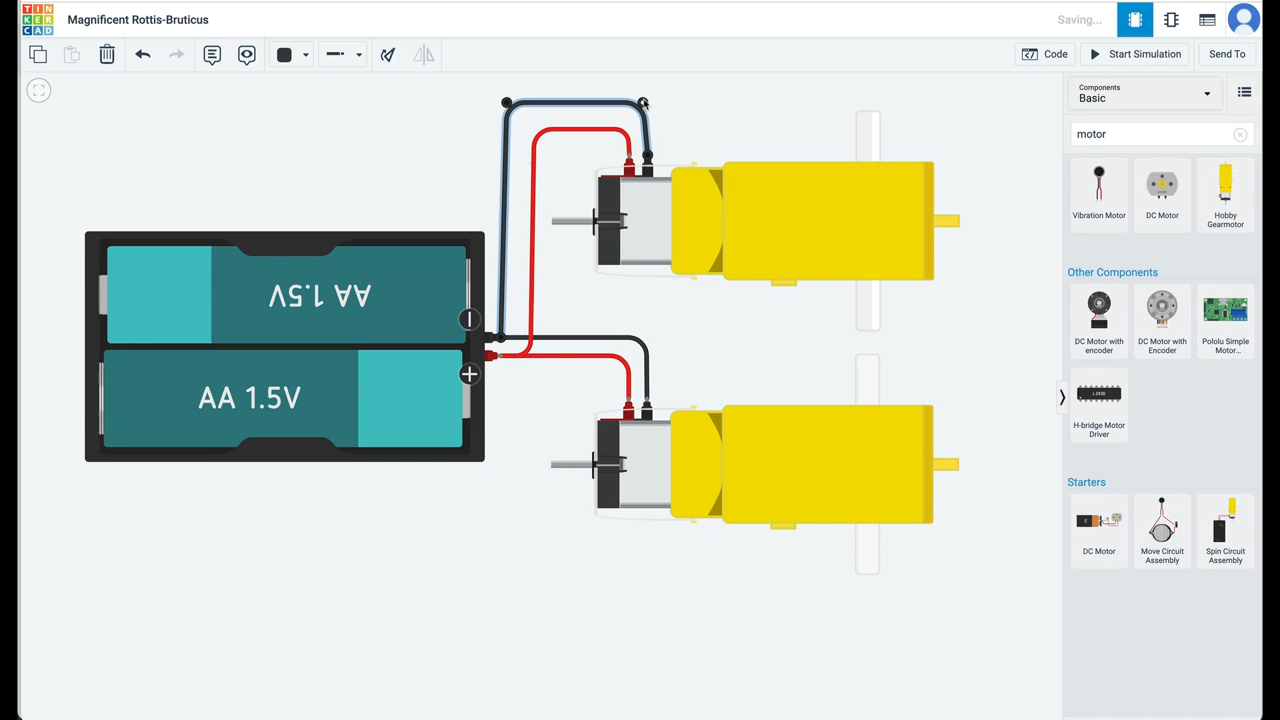 TIN
KER
CAD
Magnificent Rottis-Bruticus
Saving...
Code
Start Simulation
Send To
Components
Basic
motor
Vibration Motor
DC Motor
Hobby
Gearmotor
Other Components
DC Motor with
encoder
DC Motor with
Encoder
Pololu Simple
Motor...
H-bridge Motor
Driver
Starters
DC Motor
Move Circuit
Assembly
Spin Circuit
Assembly
AA 1.5V
AA 1.5V
L293D